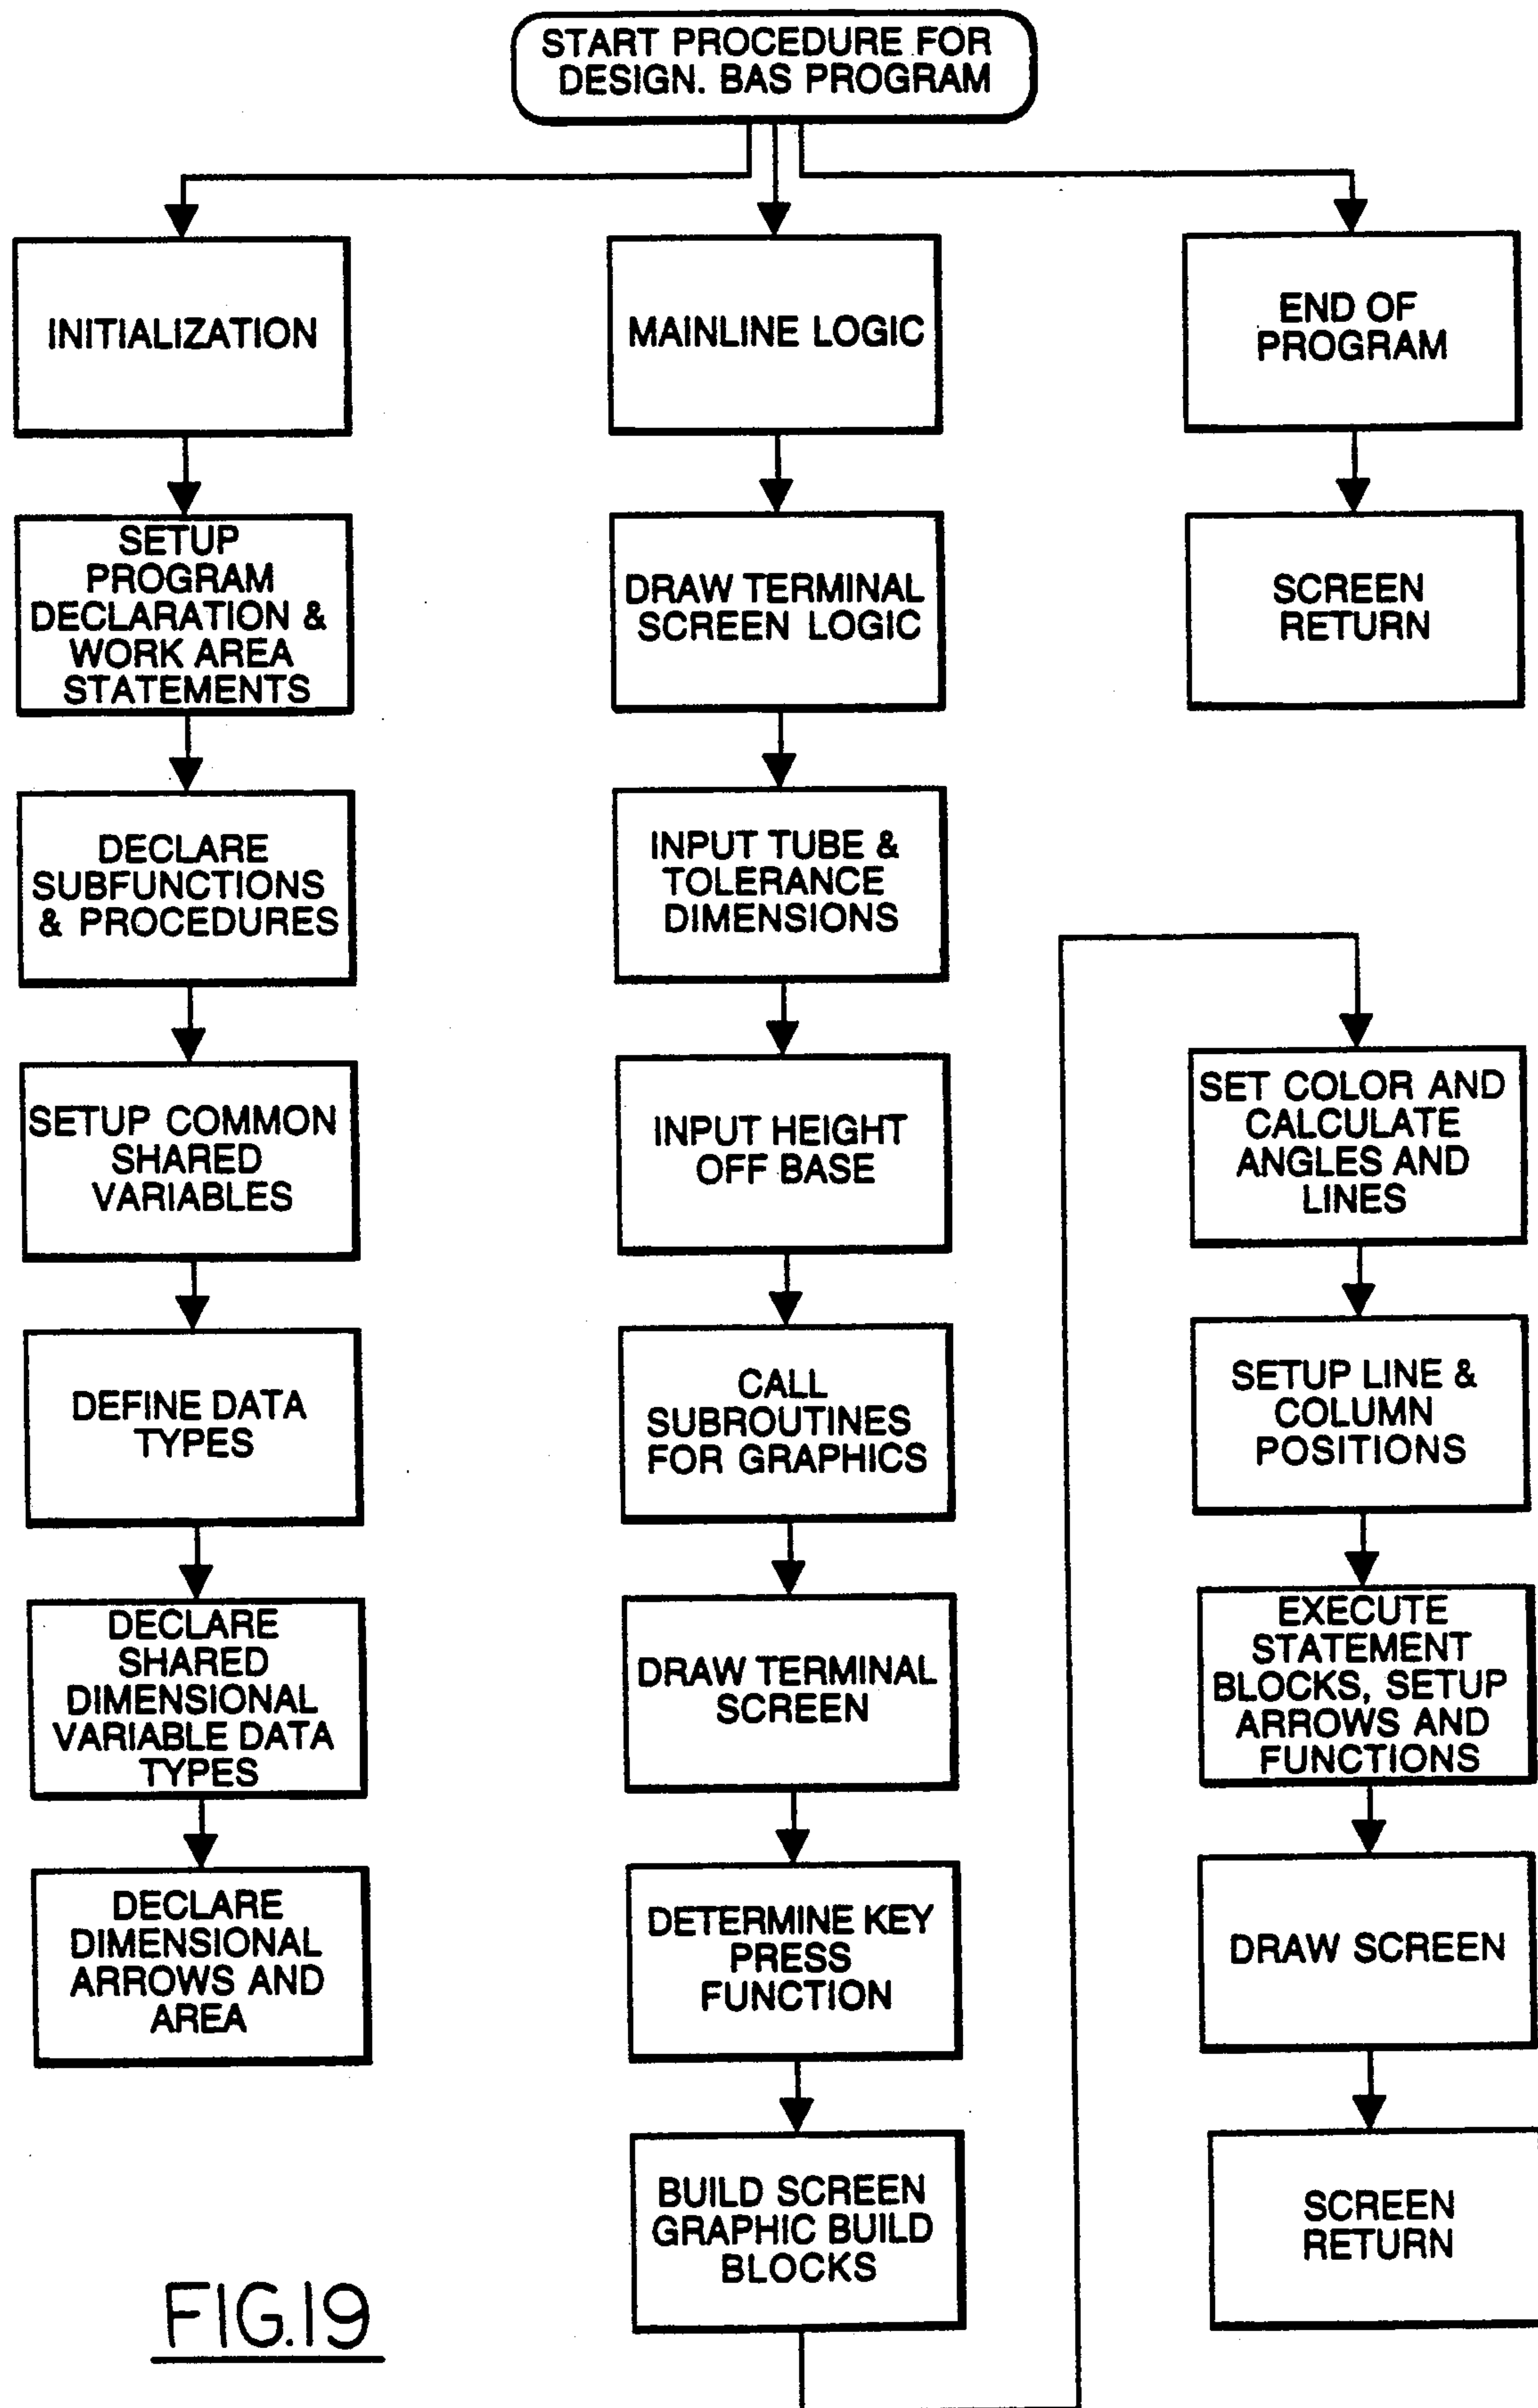 START PROCEDURE FOR
DESIGN. BAS PROGRAM
INITIALIZATION
SETUP
PROGRAM
DECLARATION &
WORK AREA
STATEMENTS
DECLARE
SUBFUNCTIONS
& PROCEDURES
SETUP COMMON
SHARED
VARIABLES
DEFINE DATA
TYPES
DECLARE
SHARED
DIMENSIONAL
VARIABLE DATA
TYPES
DECLARE
DIMENSIONAL
ARROWS AND
AREA
MAINLINE LOGIC
DRAW TERMINAL
SCREEN LOGIC
INPUT TUBE &
TOLERANCE
DIMENSIONS
INPUT HEIGHT
OFF BASE
CALL
SUBROUTINES
FOR GRAPHICS
DRAW TERMINAL
SCREEN
DETERMINE KEY
PRESS
FUNCTION
BUILD SCREEN
GRAPHIC BUILD
BLOCKS
END OF
PROGRAM
SCREEN
RETURN
SET COLOR AND
CALCULATE
ANGLES AND
LINES
SETUP LINE &
COLUMN
POSITIONS
EXECUTE
STATEMENT
BLOCKS, SETUP
ARROWS AND
FUNCTIONS
DRAW SCREEN
SCREEN
RETURN
FIG.19